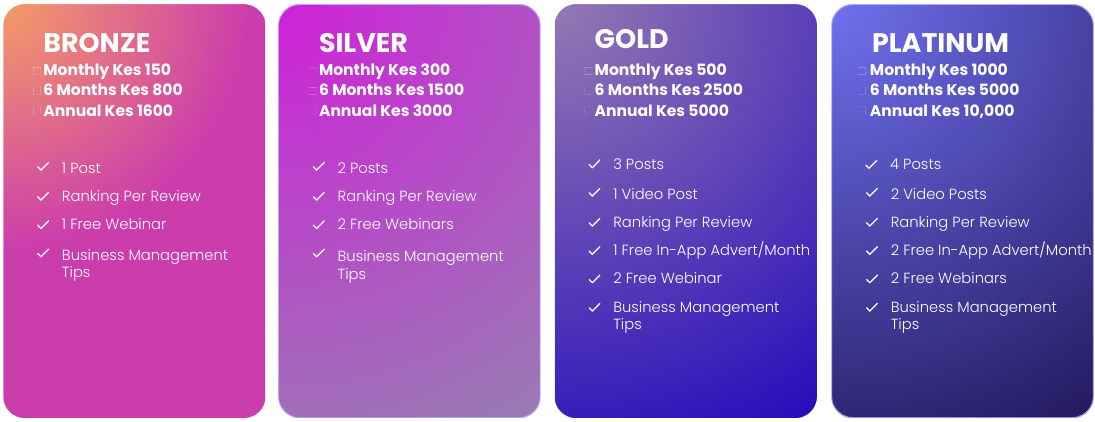 BRONZE
Monthly Kes 150
6 Months Kes 800
Annual Kes 1600
1 Post
Ranking Per Review
1 Free Webinar
Business Management
Tips
SILVER
Monthly Kes 300
6 Months Kes 1500
Annual Kes 3000
2 Posts
Ranking Per Review
2 Free Webinars
Business Management
Tips
GOLD
Monthly Kes 500
6 Months Kes 2500
Annual Kes 5000
3 Posts
1 Video Post
Ranking Per Review
1 Free In-App Advert/Month
2 Free Webinar
Business Management
Tips
PLATINUM
Monthly Kes 1000
6 Months Kes 5000
Annual Kes 10,000
4 Posts
2 Video Posts
Ranking Per Review
2 Free In-App Advert/Month
2 Free Webinars
Business Management
Tips